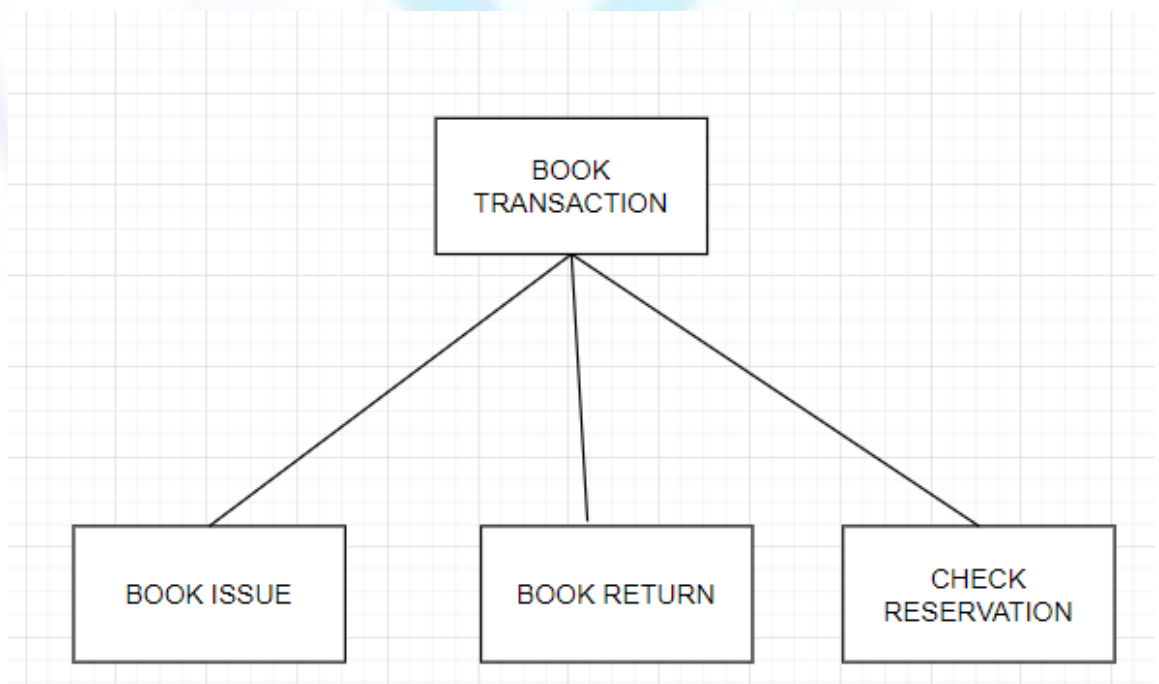 BOOK
TRANSACTION
BOOK ISSUE
BOOK RETURN
CHECK
RESERVATION